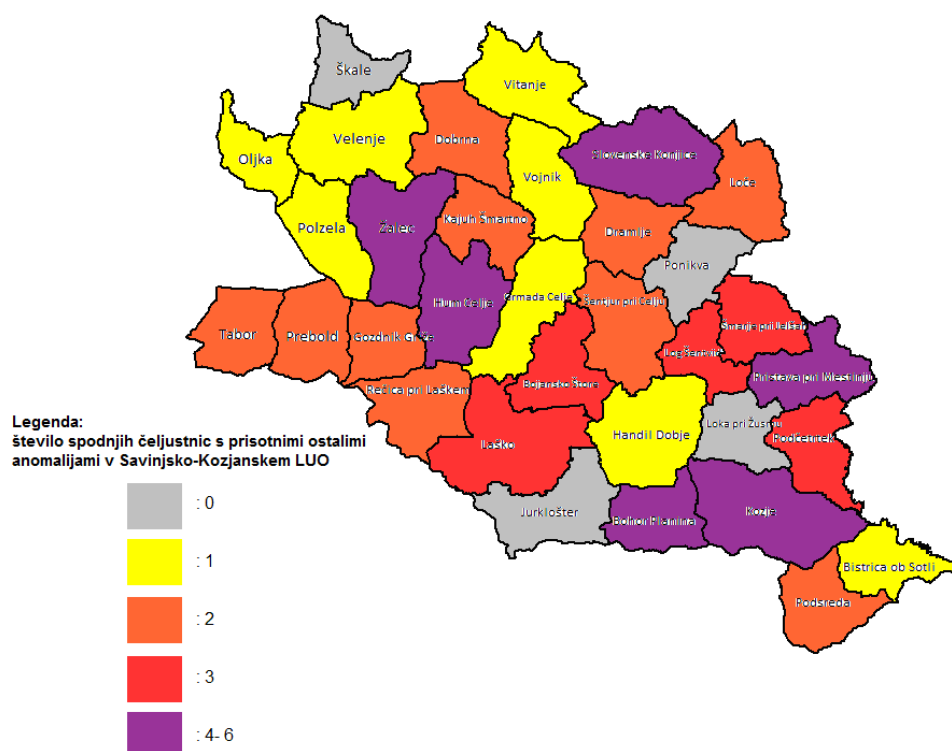 Škale
Vitanje
Velenje
Dobrna
Oljka
Vojnik
Slovenske Konjice
Loče
Polzela
Žalec
Kajuh Šmartno
Dramlje
Ponikva
Hum Celje
Grmada Celje
Šentjur pri Celju
Tabor
Prebold
Gozdnik Griže
Log Šentvid
Šmarje pri Jelšah
Pristava pri Mestinju
Rečica pri Laškem
Bojansko Štore
Handil Dobje
Loka pri Žusmu
Podčetrtek
Laško
Jurklošter
Bohor Planina
Kozje
Bistrica ob Sotli
Podsreda
Legenda:
število spodnjih čeljustnic s prisotnimi ostalimi
anomalijami v Savinjsko-Kozjanskem LUO
: 0
: 1
: 2
: 3
: 4- 6